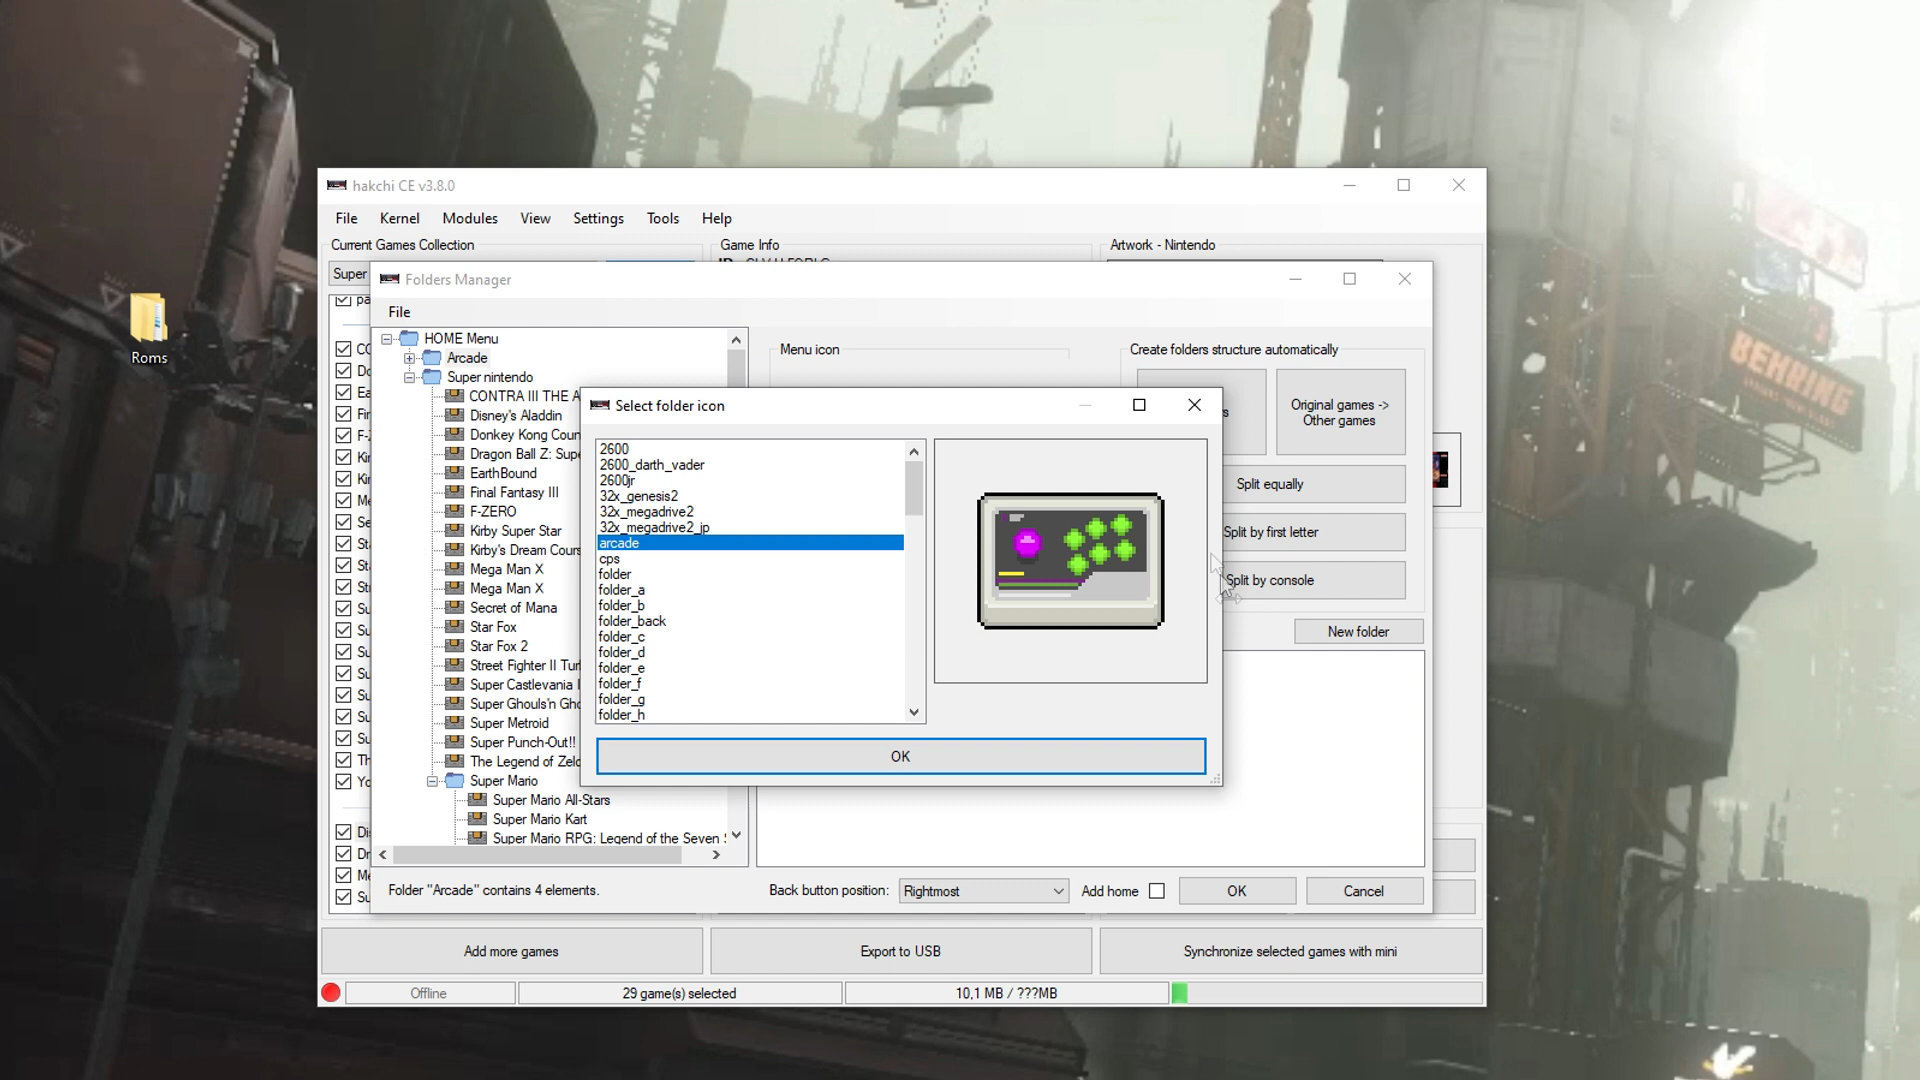 Roms
hakchi CE v3.8.0
File Kernel Modules View Settings Tools Help
Current Games Collection
Game Info
Artwork - Nintendo
Super
Folders Manager
File
HOME Menu
Arcade
Super nintendo
CONTRA III THE A
Disney's Aladdin
Donkey Kong Coun
Dragon Ball Z: Supe
EarthBound
Final Fantasy III
F-ZERO
Kirby Super Star
Kirby's Dream Cours
Mega Man X
Mega Man X
Secret of Mana
Star Fox
Star Fox 2
Street Fighter II Tur
Super Castlevania I
Super Ghouls'n Gho
Super Metroid
Super Punch-Out!!
The Legend of Zeld
Super Mario
Super Mario All-Stars
Super Mario Kart
Super Mario RPG: Legend of the Seven
Menu icon
Create folders structure automatically
Original games ->
Other games
Split equally
Split by first letter
Split by console
New folder
Select folder icon
2600
2600_darth_vader
2600jr
32x_genesis2
32x_megadrive2
32x_megadrive2_jp
arcade
cps
folder
folder_a
folder_b
folder_back
folder_c
folder_d
folder_e
folder_f
folder_g
folder_h
OK
Folder "Arcade" contains 4 elements.
Back button position: Rightmost Add home OK Cancel
Add more games
Export to USB
Synchronize selected games with mini
Offline
29 game(s) selected
10,1 MB / ???MB
BEHRING